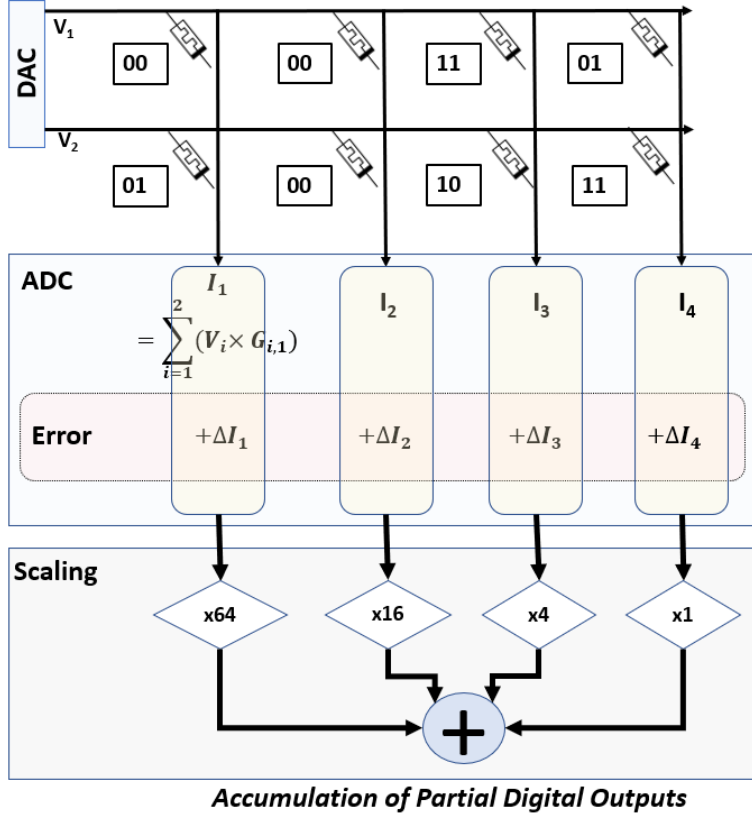 DAC
V₁
00 00 11 01
V₂
01 00 10 11
ADC
I₁ I₂ I₃ I₄
= ∑²ᵢ₌₁(Vᵢ × Gᵢ,₁)
Error +ΔI₁ +ΔI₂ +ΔI₃ +ΔI₄
Scaling
x64 x16 x4 x1
+
Accumulation of Partial Digital Outputs